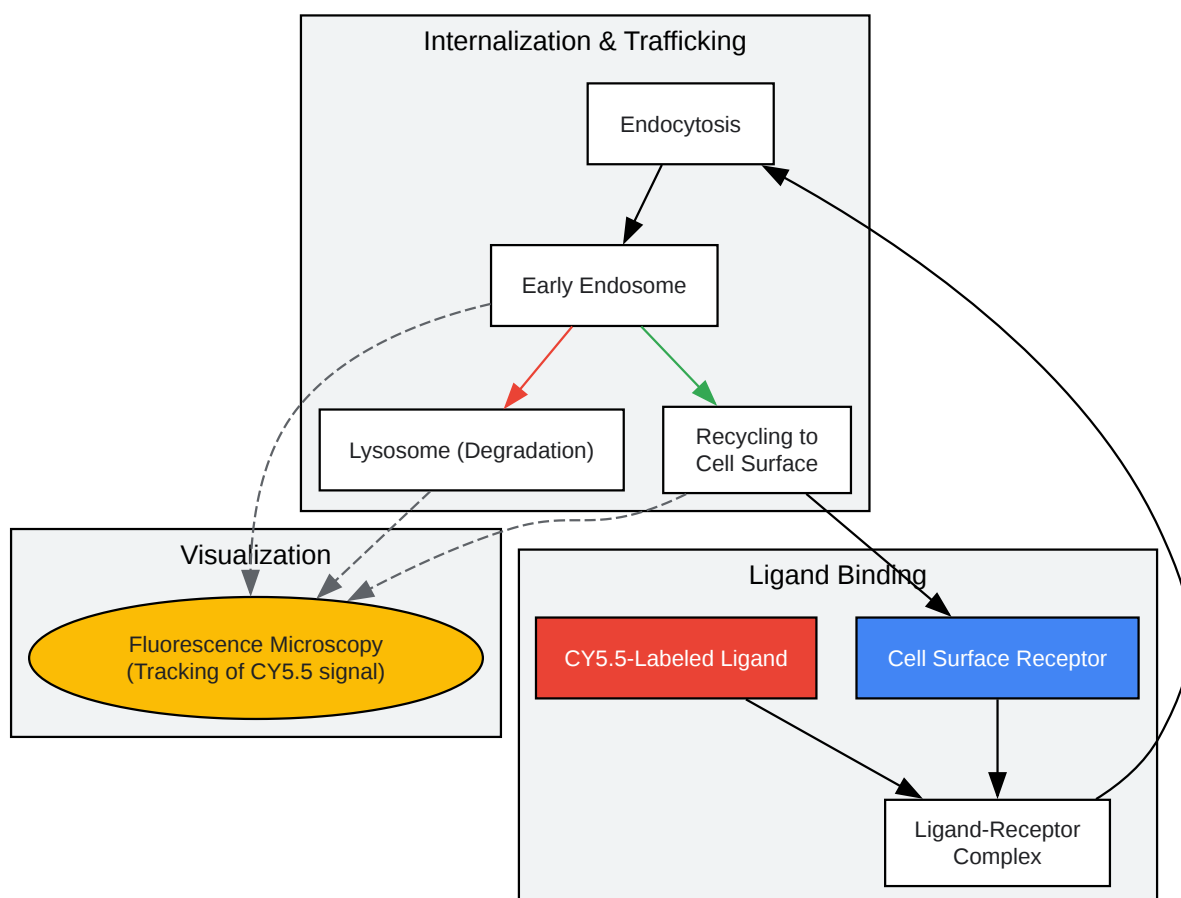 Internalization & Trafficking
Endocytosis
Early Endosome
Lysosome (Degradation)
Recycling to
Cell Surface
Visualization
Fluorescence Microscopy
(Tracking of CY5.5 signal)
Ligand Binding
CY5.5-Labeled Ligand
Cell Surface Receptor
Ligand-Receptor
Complex